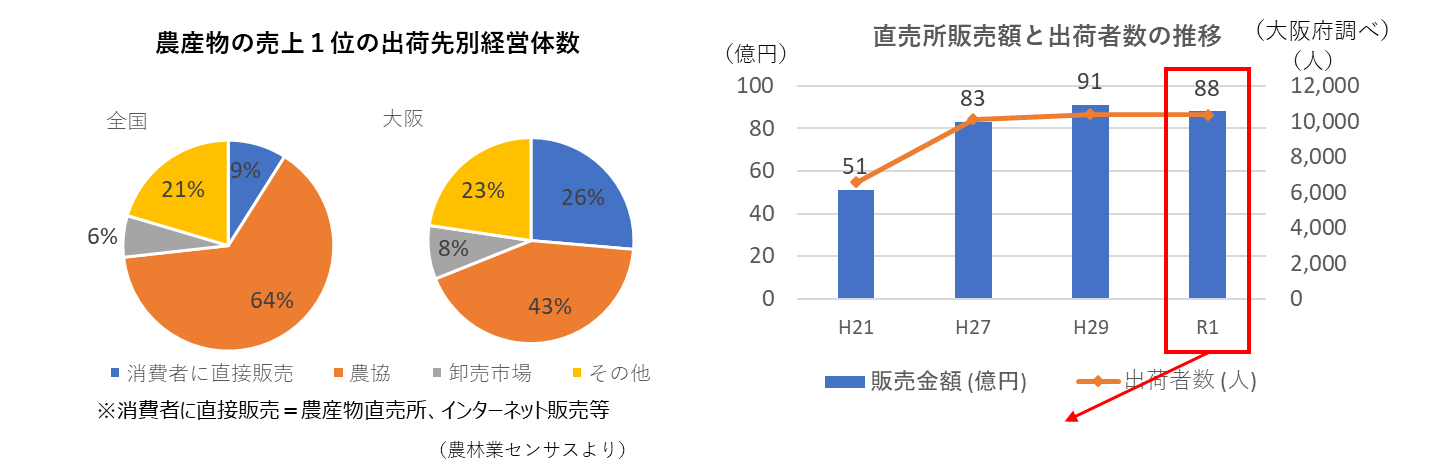 農産物の売上１位の出荷先別経営体数
全国
9%
64%
6%
21%
大阪
26%
43%
8%
23%
消費者に直接販売 農協 卸売市場 その他
※消費者に直接販売＝農産物直売所、インターネット販売等
（農林業センサスより）
直売所販売額と出荷者数の推移
（大阪府調べ）
（億円）
（人）
100
80
60
40
20
0
51
83
91
88
12,000
10,000
8,000
6,000
4,000
2,000
0
H21 H27 H29 R1
販売金額 (億円) 出荷者数 (人)